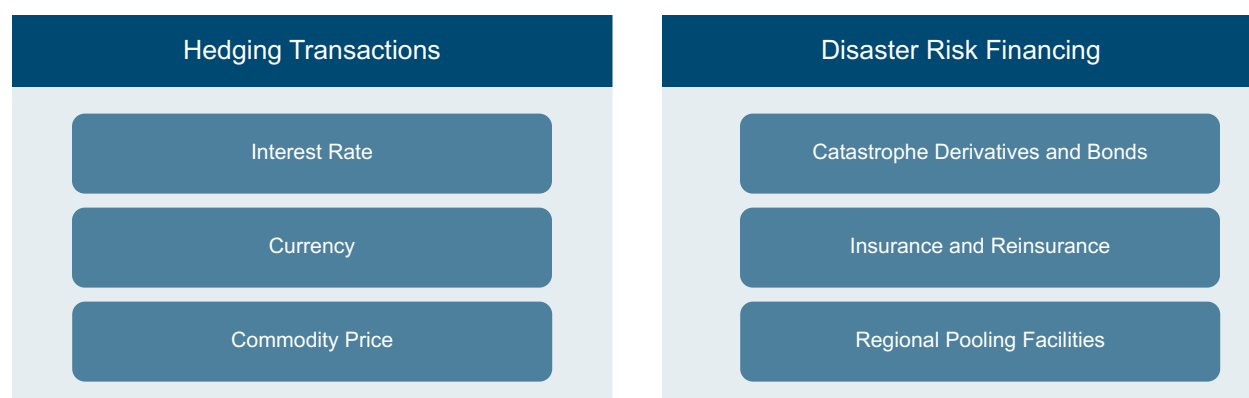 Hedging Transactions
Interest Rate
Currency
Commodity Price
Disaster Risk Financing
Catastrophe Derivatives and Bonds
Insurance and Reinsurance
Regional Pooling Facilities